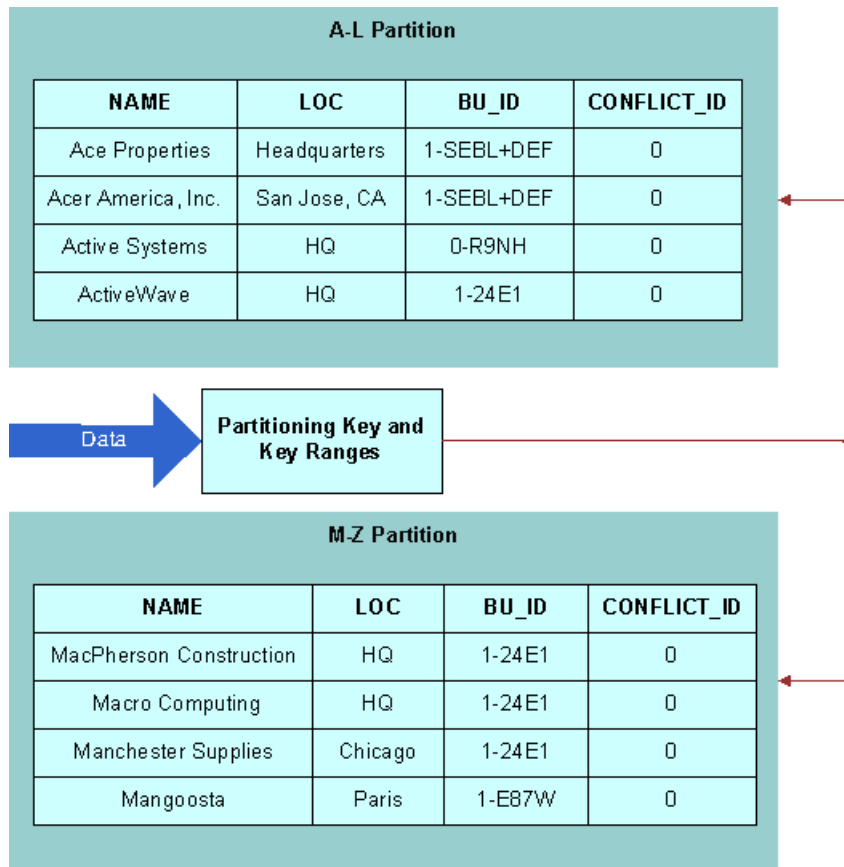 A-L Partition
NAME LOC BU_ID CONFLICT_ID
Ace Properties Headquarters 1-SEBL+DEF 0
Acer America, Inc. San Jose, CA 1-SEBL+DEF 0
Active Systems HQ 0-R9NH 0
ActiveWave HQ 1-24E1 0
Data
Partitioning Key and
Key Ranges
M-Z Partition
NAME LOC BU_ID CONFLICT_ID
MacPherson Construction HQ 1-24E1 0
Macro Computing HQ 1-24E1 0
Manchester Supplies Chicago 1-24E1 0
Mangoosta Paris 1-E87W 0